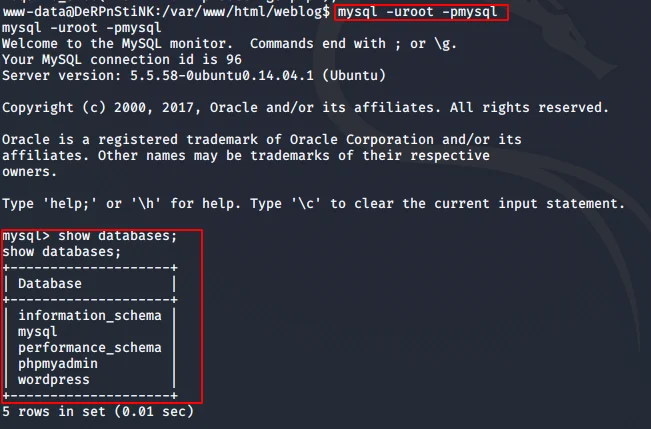 www-data@DeRPnStiNK:/var/www/html/weblog$ mysql -uroot -pmysql
mysql -uroot -pmysql
Welcome to the MySQL monitor.  Commands end with ; or \g.
Your MySQL connection id is 96
Server version: 5.5.58-0ubuntu0.14.04.1 (Ubuntu)

Copyright (c) 2000, 2017, Oracle and/or its affiliates. All rights reserved.

Oracle is a registered trademark of Oracle Corporation and/or its
affiliates. Other names may be trademarks of their respective
owners.

Type 'help;' or '\h' for help. Type '\c' to clear the current input statement.

mysql> show databases;
show databases;
+--------------------+
| Database           |
+--------------------+
| information_schema |
| mysql              |
| performance_schema |
| phpmyadmin         |
| wordpress          |
+--------------------+
5 rows in set (0.01 sec)